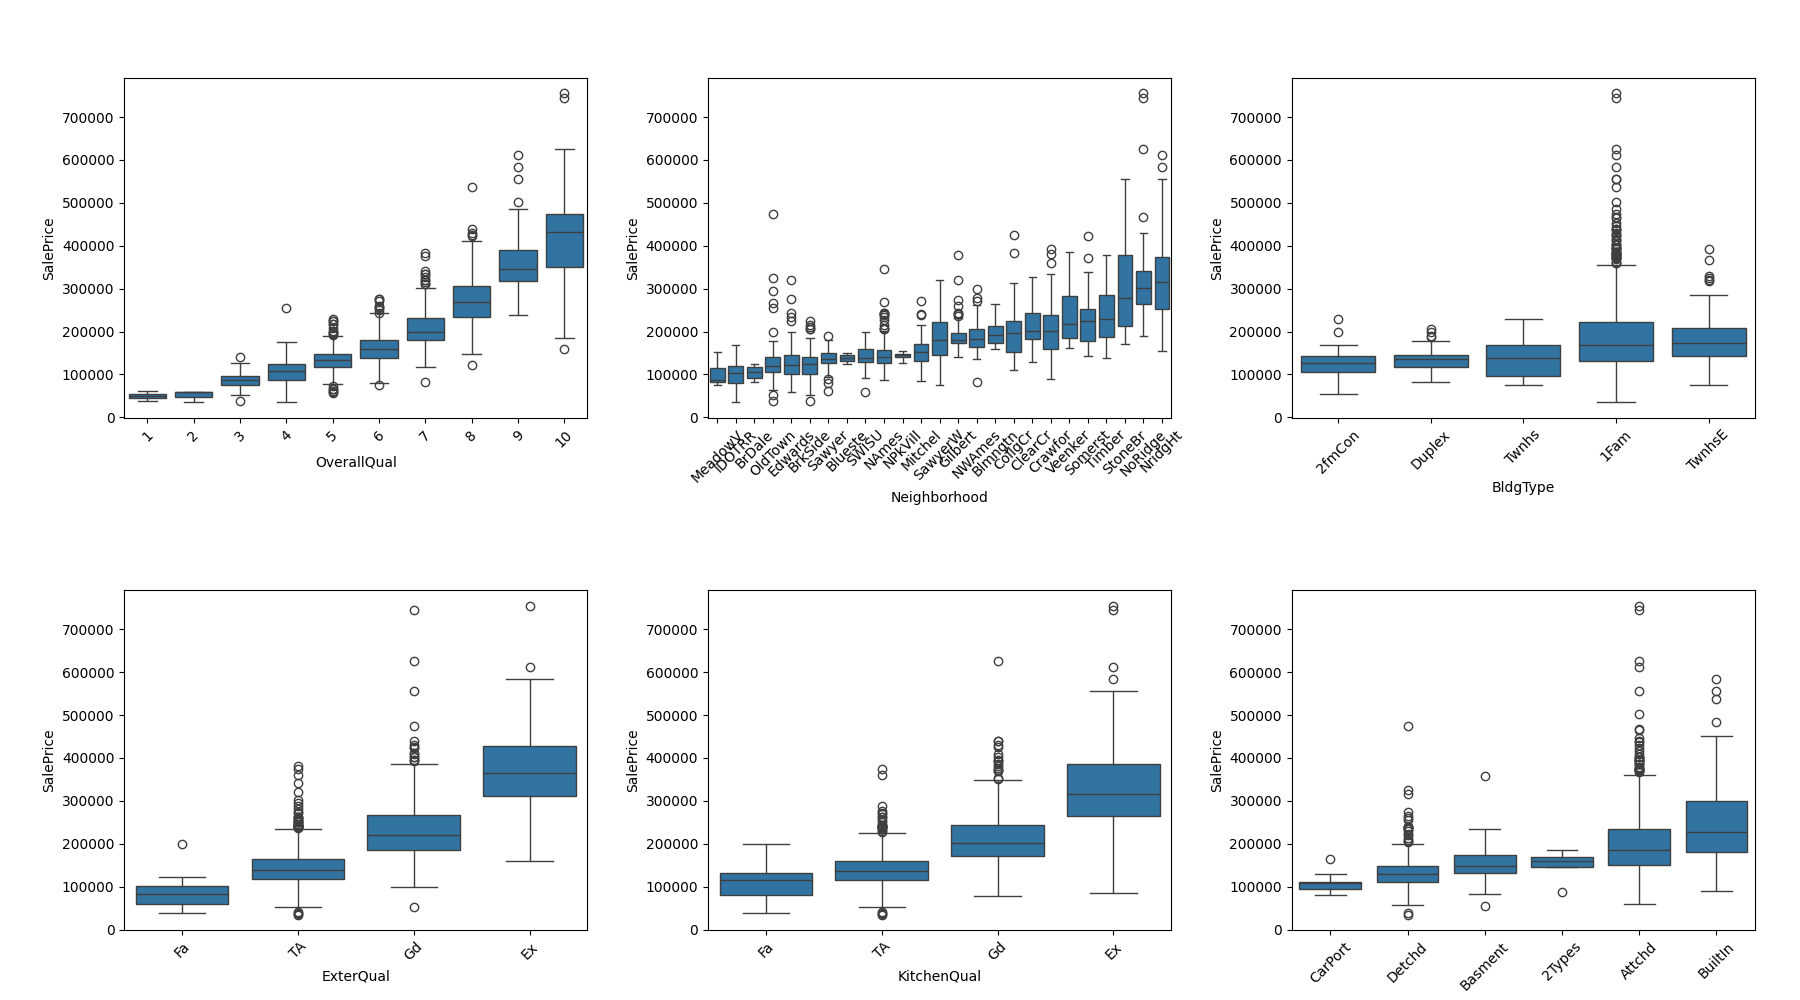 SalePrice
700000
600000
500000
400000
300000
200000
100000
0
1 2 3 4 5 6 7 8 9 10
OverallQual
SalePrice
700000
600000
500000
400000
300000
200000
100000
0
MeadowV IDOTRR BrDale OldTown Edwards BrkSide Sawyer Blueste SWISU NAmes NPkVill Mitchel SawyerW Gilbert NWAmes Blmngtn CollgCr ClearCr Crawfor Veenker Somerst Timber StoneBr NoRidge NridgHt
Neighborhood
SalePrice
700000
600000
500000
400000
300000
200000
100000
0
2fmCon Duplex Twnhs 1Fam TwnhsE
BldgType
SalePrice
700000
600000
500000
400000
300000
200000
100000
0
Fa TA Gd Ex
ExterQual
SalePrice
700000
600000
500000
400000
300000
200000
100000
0
Fa TA Gd Ex
KitchenQual
SalePrice
700000
600000
500000
400000
300000
200000
100000
0
CarPort Detchd Basment 2Types Attchd BuiltIn